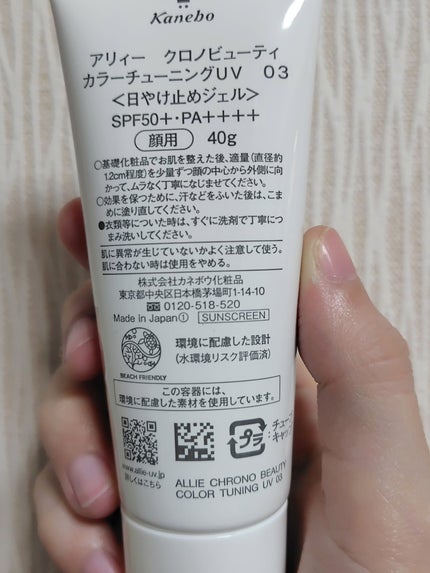 Kanebo
アリィー クロノビューティ
カラーチューニングUV 03
＜日やけ止めジェル＞
SPF50+・PA++++
顔用 40g
○基礎化粧品でお肌を整えた後、適量（直径約
1.2cm程度）を少量ずつ顔の中心から外側に向
かって、ムラなく丁寧になじませてください。
○効果を保つために、汗などをふいた後は、こま
めに塗り直してください。
●衣類等についた時は、すぐに洗剤で丁寧につ
まみ洗いしてください。
肌に異常が生じていないかよく注意して使う。
肌に合わない時は使用をやめる。
株式会社カネボウ化粧品
東京都中央区日本橋茅場町1-14-10
0120-518-520
Made in Japan① SUNSCREEN
環境に配慮した設計
（水環境リスク評価済）
BEACH FRIENDLY
この容器には、
環境に配慮した素材を使用しています。
プラ
チューブ
キャッ
www.allie-uv.jp
詳しくはこちら
ALLIE CHRONO BEAUTY
COLOR TUNING UV 03